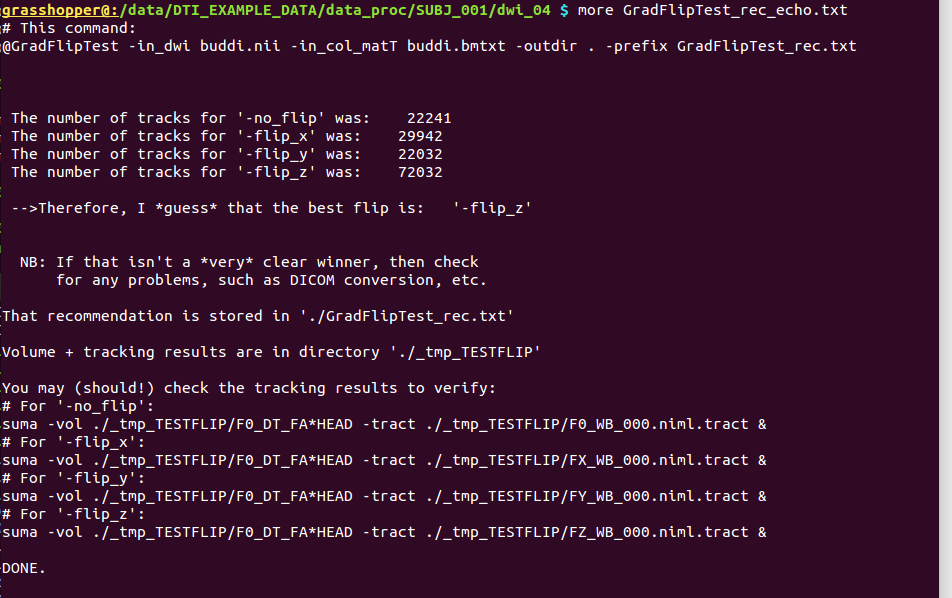 grasshopper@:/data/DTI_EXAMPLE_DATA/data_proc/SUBJ_001/dwi_04 $ more GradFlipTest_rec_echo.txt
# This command:
@GradFlipTest -in_dwi buddi.nii -in_col_matT buddi.bmtxt -outdir . -prefix GradFlipTest_rec.txt
The number of tracks for '-no_flip' was:    22241
The number of tracks for '-flip_x' was:    29942
The number of tracks for '-flip_y' was:    22032
The number of tracks for '-flip_z' was:    72032
-->Therefore, I *guess* that the best flip is:   '-flip_z'
NB: If that isn't a *very* clear winner, then check
for any problems, such as DICOM conversion, etc.
That recommendation is stored in './GradFlipTest_rec.txt'
Volume + tracking results are in directory './_tmp_TESTFLIP'
You may (should!) check the tracking results to verify:
# For '-no_flip':
suma -vol ./_tmp_TESTFLIP/F0_DT_FA*HEAD -tract ./_tmp_TESTFLIP/F0_WB_000.niml.tract &
# For '-flip_x':
suma -vol ./_tmp_TESTFLIP/F0_DT_FA*HEAD -tract ./_tmp_TESTFLIP/FX_WB_000.niml.tract &
# For '-flip_y':
suma -vol ./_tmp_TESTFLIP/F0_DT_FA*HEAD -tract ./_tmp_TESTFLIP/FY_WB_000.niml.tract &
# For '-flip_z':
suma -vol ./_tmp_TESTFLIP/F0_DT_FA*HEAD -tract ./_tmp_TESTFLIP/FZ_WB_000.niml.tract &
DONE.